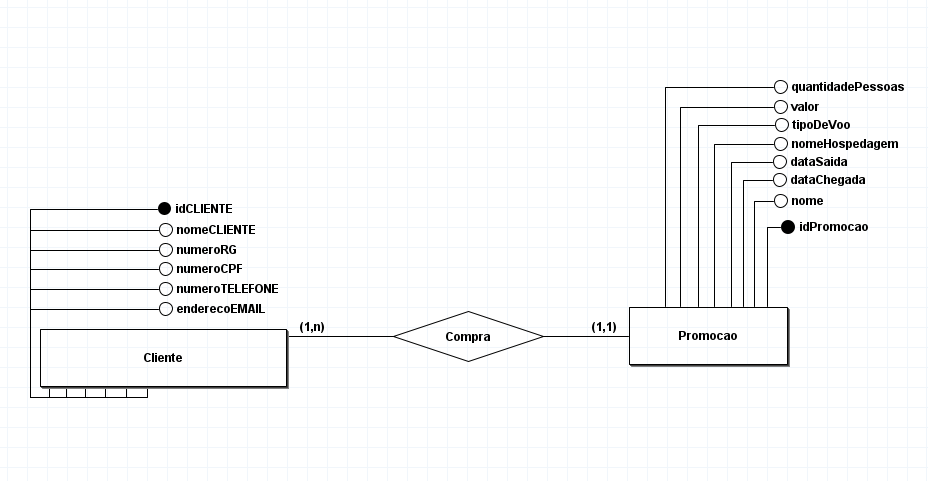 quantidadePessoas
valor
tipoDeVoo
nomeHospedagem
dataSaida
dataChegada
nome
idPromocao
idCLIENTE
nomeCLIENTE
numeroRG
numeroCPF
numeroTELEFONE
enderecoEMAIL
(1,n)
(1,1)
Cliente
Compra
Promocao